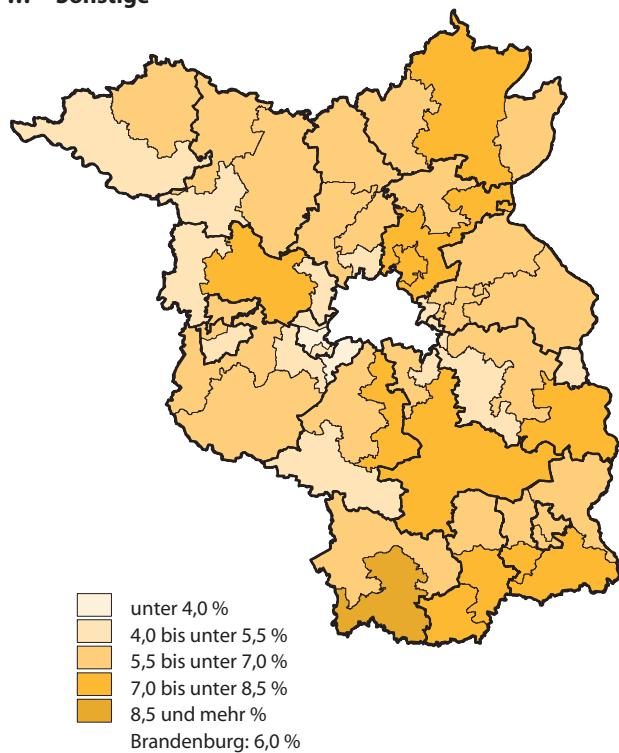 Sonstige
unter 4,0 %
4,0 bis unter 5,5 %
5,5 bis unter 7,0 %
7,0 bis unter 8,5 %
8,5 und mehr %
Brandenburg: 6,0 %